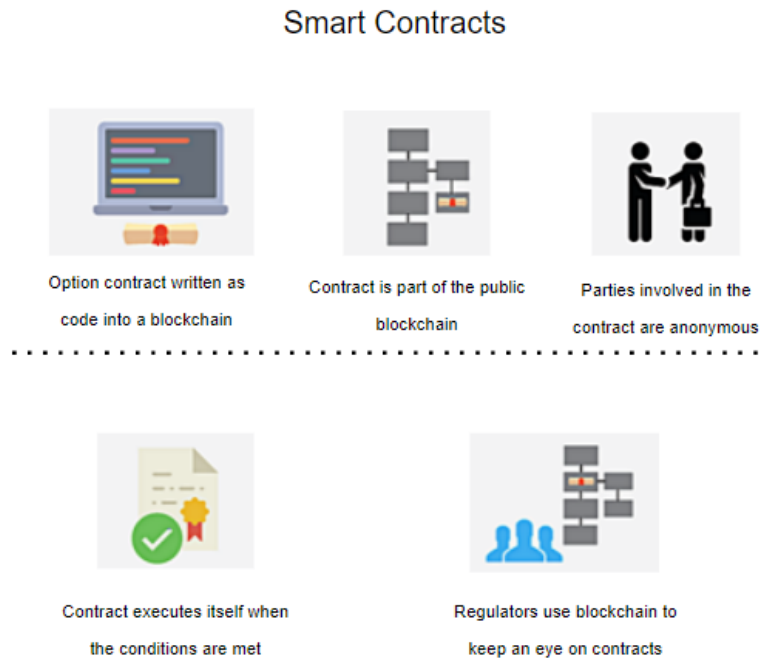 Smart Contracts
Option contract written as
code into a blockchain
Contract is part of the public
blockchain
Parties involved in the
contract are anonymous
Contract executes itself when
the conditions are met
Regulators use blockchain to
keep an eye on contracts